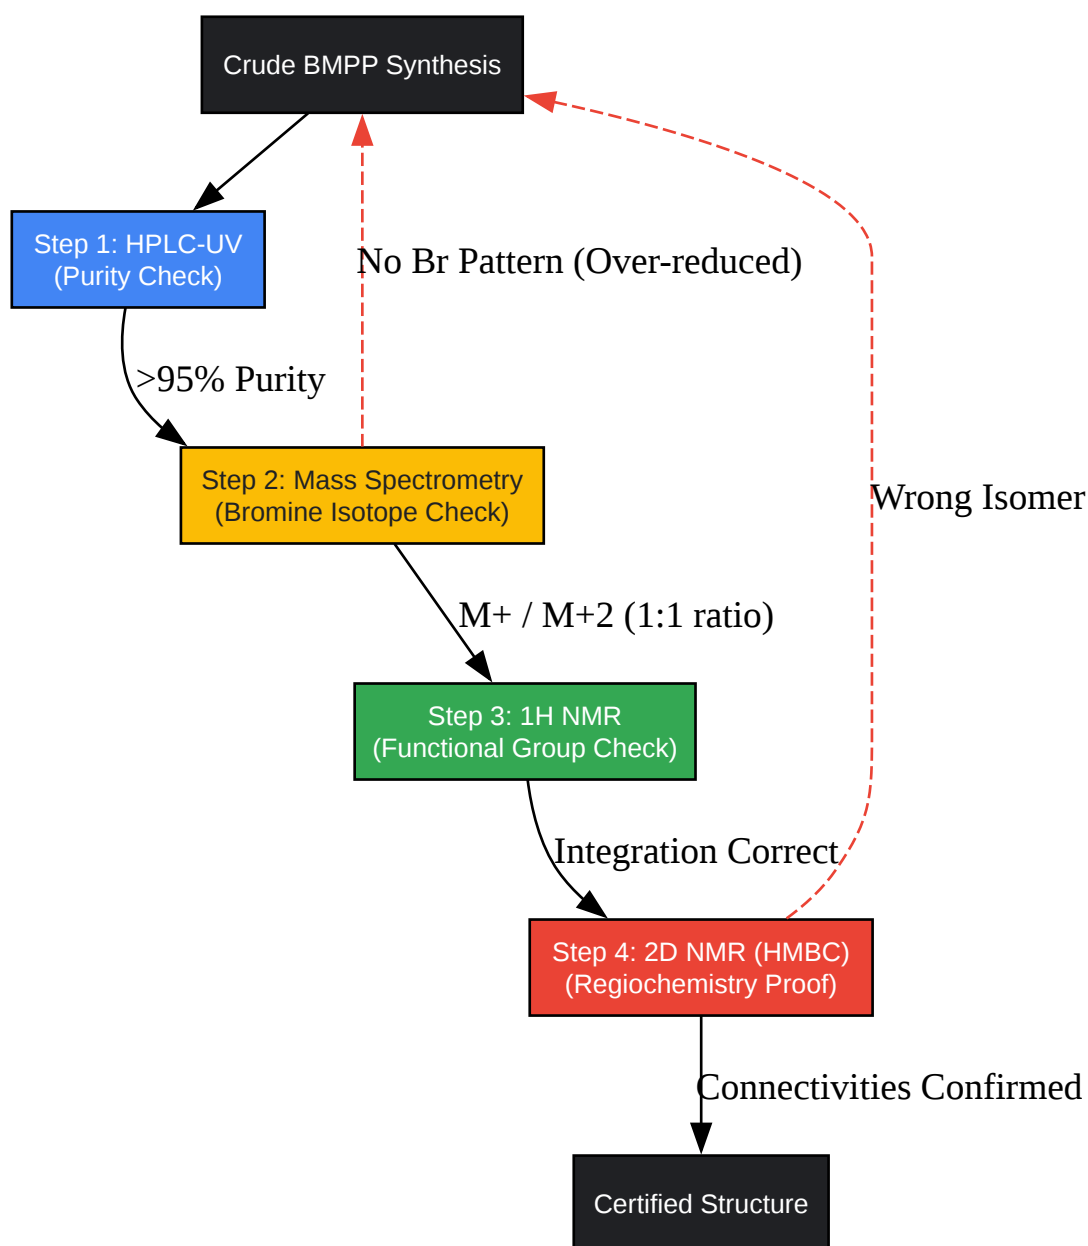 Crude BMPP Synthesis
Step 1: HPLC-UV
(Purity Check)
No Br Pattern (Over-reduced)
>95% Purity
Step 2: Mass Spectrometry
(Bromine Isotope Check)
Wrong Isomer
M+ / M+2 (1:1 ratio)
Step 3: 1H NMR
(Functional Group Check)
Integration Correct
Step 4: 2D NMR (HMBC)
(Regiochemistry Proof)
Connectivities Confirmed
Certified Structure